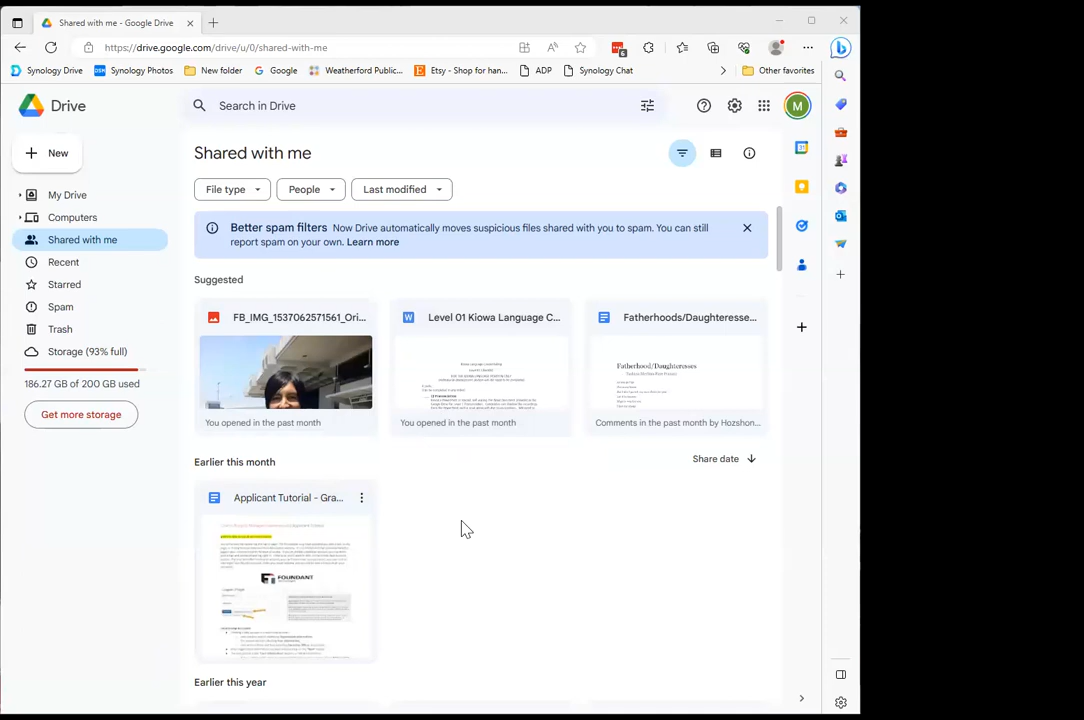 Shared with me - Google Drive
https://drive.google.com/drive/u/0/shared-with-me
6
Synology Drive
DSM Synology Photos
New folder
Google
Weatherford Public...
Etsy - Shop for han...
ADP
Synology Chat
Other favorites
Drive
Search in Drive
M
New
My Drive
Computers
Shared with me
Recent
Starred
Spam
Trash
Storage (93% full)
186.27 GB of 200 GB used
Get more storage
Shared with me
File type
People
Last modified
Better spam filters Now Drive automatically moves suspicious files shared with you to spam. You can still
report spam on your own. Learn more
Suggested
FB_IMG_1537062571561_Ori...
You opened in the past month
W Level 01 Kiowa Language C...
You opened in the past month
Fatherhoods/Daughteresse...
Fatherhood/Daughteresses
Comments in the past month by Hozshon...
Share date
Earlier this month
Applicant Tutorial - Gra...
FOUNDANT
Earlier this year
31